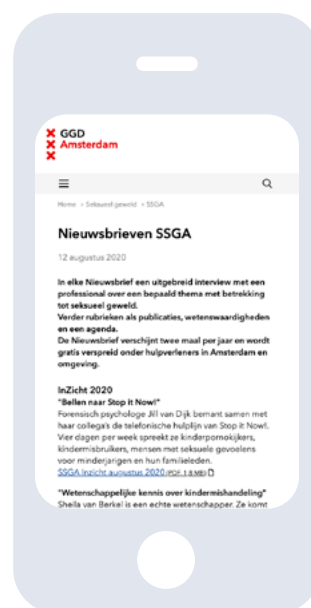 GGD
Amsterdam
Home > Seksueel geweld > SSGA
Nieuwsbrieven SSGA
12 augustus 2020
In elke Nieuwsbrief een uitgebreid interview met een
professional over een bepaald thema met betrekking
tot seksueel geweld.
Verder rubrieken als publicaties, wetenswaardigheden
en een agenda.
De Nieuwsbrief verschijnt twee maal per jaar en wordt
gratis verspreid onder hulpverleners in Amsterdam en
omgeving.
InZicht 2020
"Bellen naar Stop it Now!"
Forensisch psychologe Jill van Dijk bemant samen met
haar collega's de telefonische hulplijn van Stop it Now!.
Vier dagen per week spreekt ze kinderpornokijkers,
kindermisbruikers, mensen met seksuele gevoelens
voor minderjarigen en hun familieleden.
SSGA Inzicht augustus 2020 (PDF, 1,8 MB)
"Wetenschappelijke kennis over kindermishandeling"
Sheila van Berkel is een echte wetenschapper. Ze komt